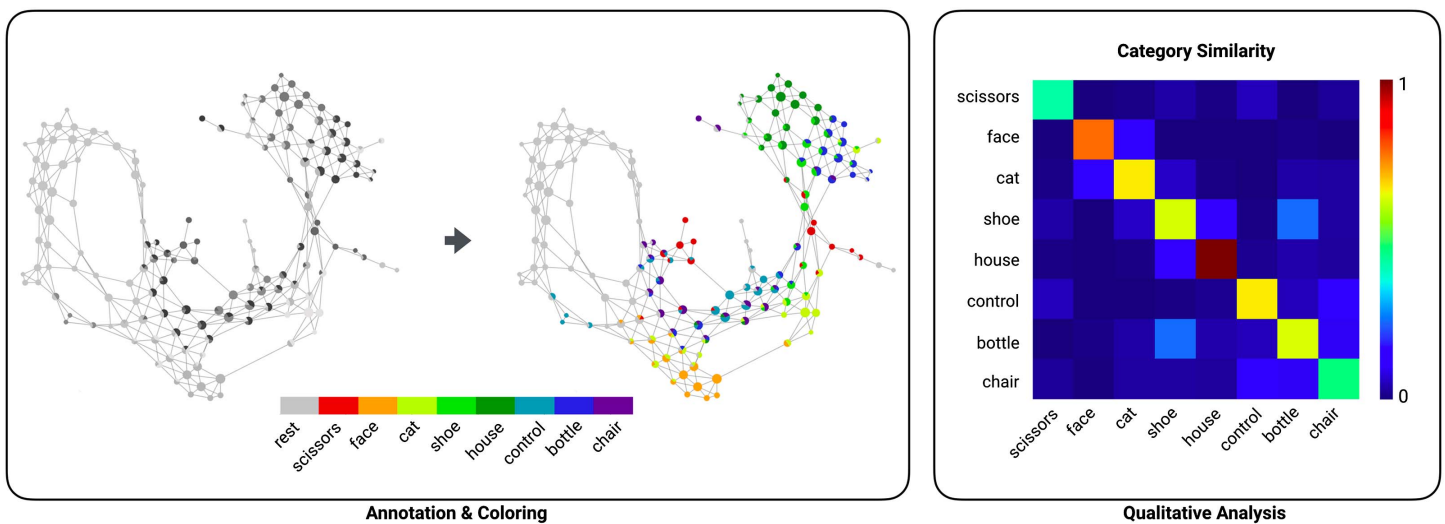 rest
scissors
face
cat
shoe
house
control
bottle
chair
Annotation & Coloring
Category Similarity
scissors
face
cat
shoe
house
control
bottle
chair
1
0
scissors
face
cat
shoe
house
control
bottle
chair
Qualitative Analysis